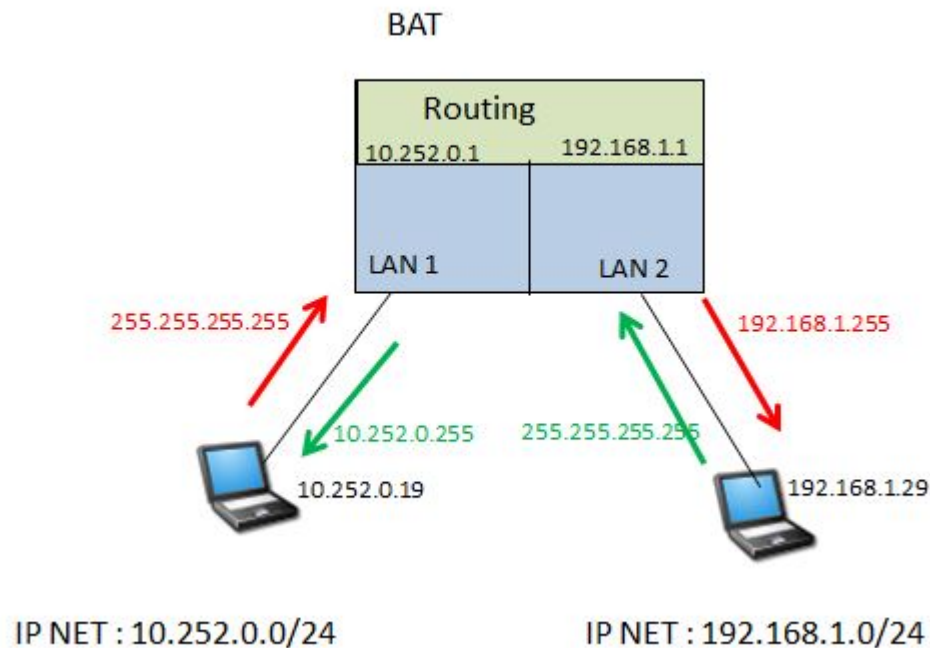 BAT
Routing
10.252.0.1
192.168.1.1
LAN 1
LAN 2
255.255.255.255
192.168.1.255
10.252.0.255
255.255.255.255
10.252.0.19
192.168.1.29
IP NET : 10.252.0.0/24
IP NET : 192.168.1.0/24